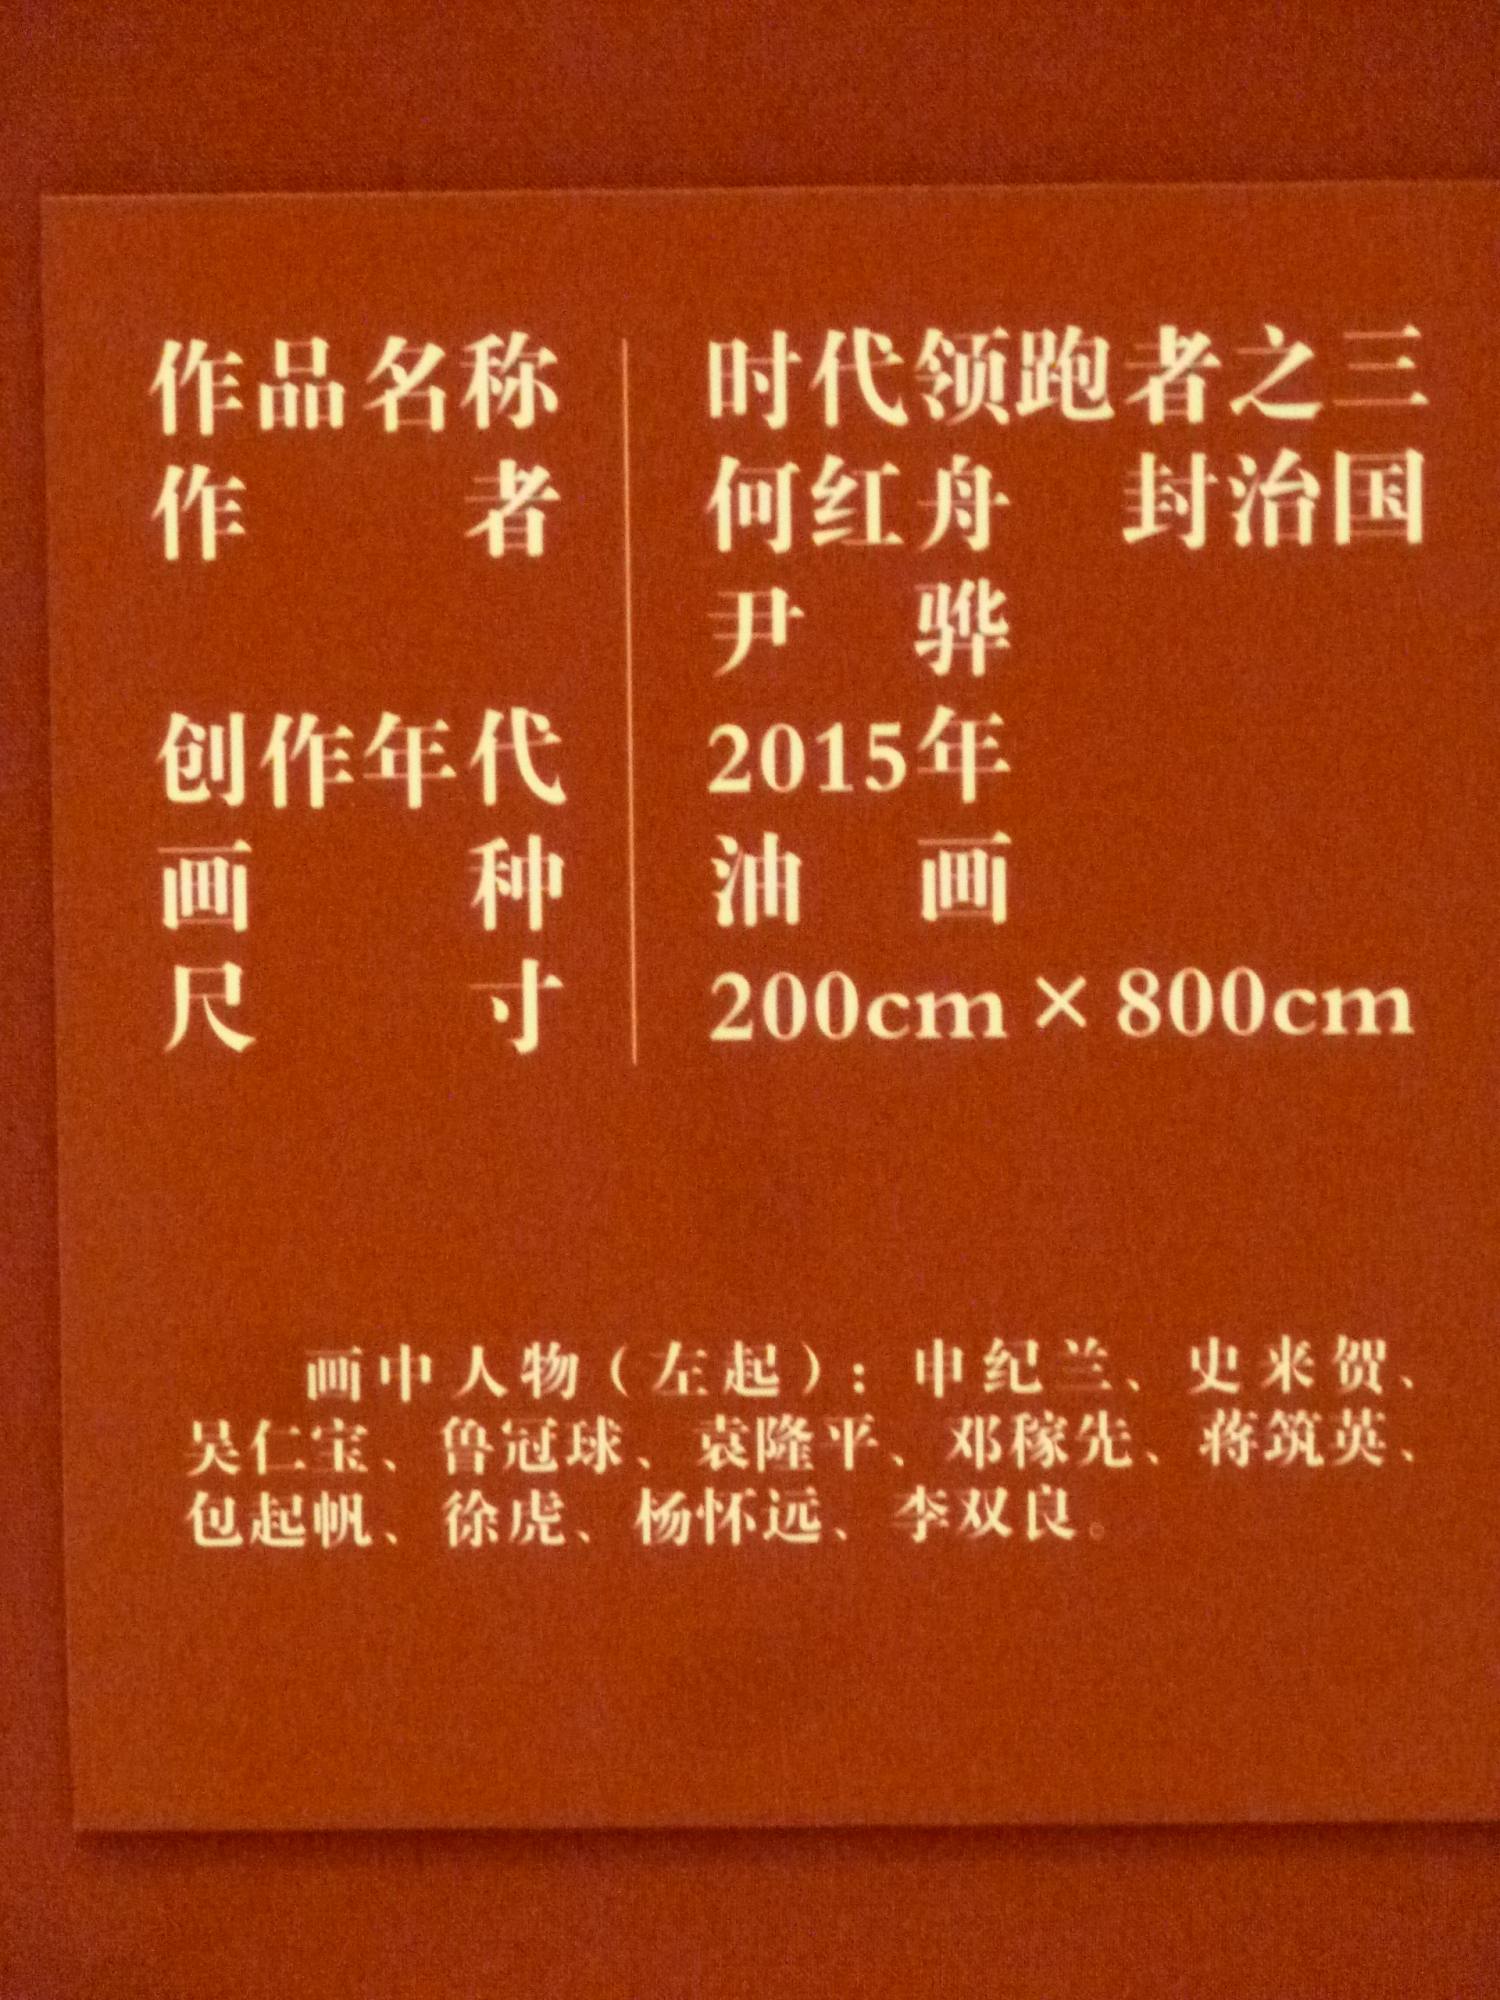 作品名称 时代领跑者之三
作者 何红舟 封治国
尹骅
创作年代 2015年
画种 油画
尺寸 200cm×800cm
画中人物（左起）：申纪兰、史来贺、
吴仁宝、鲁冠球、袁隆平、邓稼先、蒋筑英、
包起帆、徐虎、杨怀远、李双良。